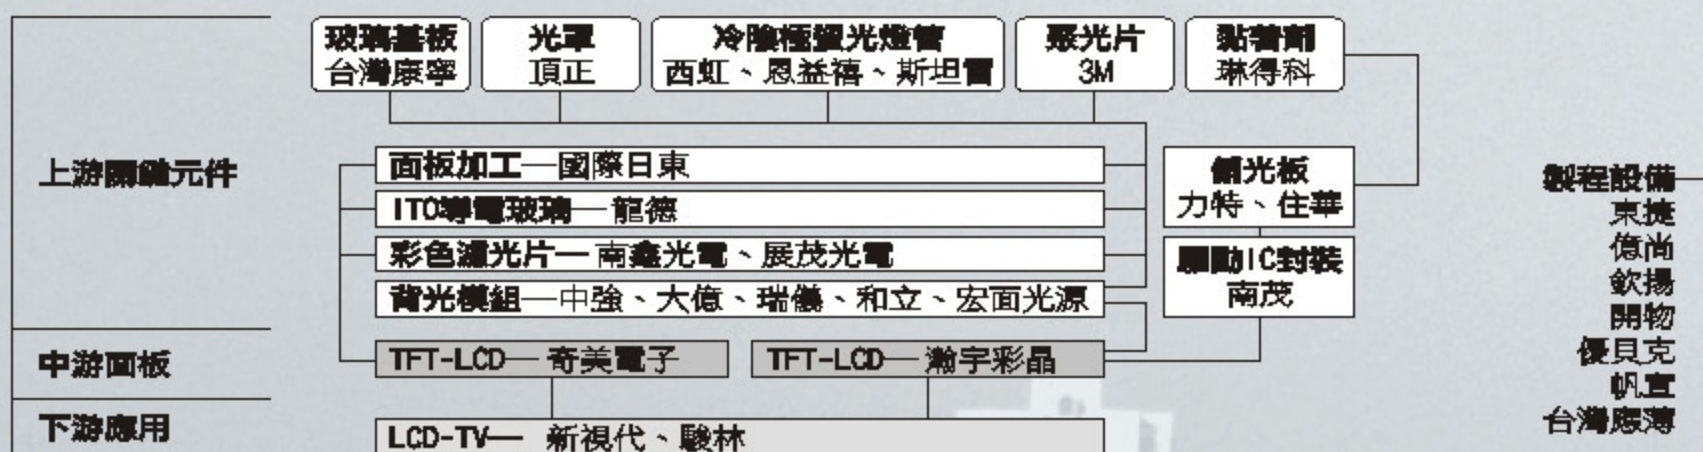 玻璃基板
台灣康寧
光罩
頂正
冷陰極螢光燈管
西虹、恩益禧、斯坦雷
聚光片
3M
黏著劑
琳得科
上游關鍵元件
面板加工—國際日東
ITO導電玻璃—龍德
彩色濾光片—南鑫光電、展茂光電
背光模組—中強、大億、瑞儀、和立、宏面光源
偏光板
力特、住華
驅動IC封裝
南茂
中游面板
TFT-LCD—奇美電子
TFT-LCD—瀚宇彩晶
下游應用
LCD-TV— 新視代、駿林
製程設備
東捷
億尚
欽揚
開物
優貝克
帆宣
台灣應薄